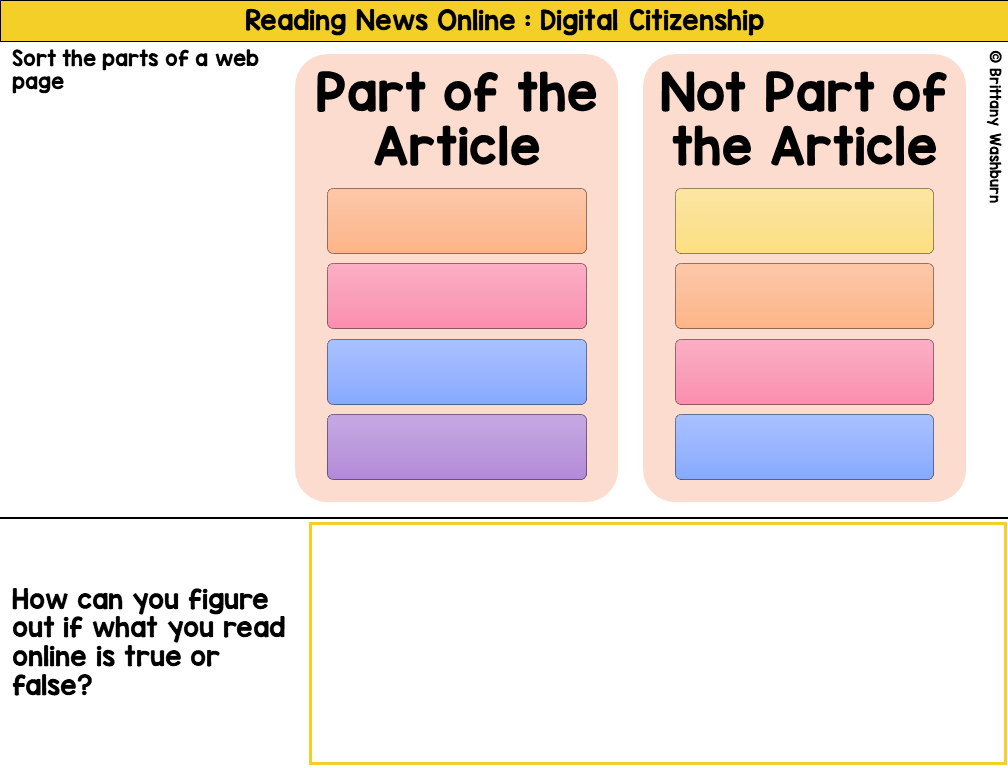 Reading News Online : Digital Citizenship
Sort the parts of a web
page
Part of the
Article
Not Part of
the Article
© Brittany Washburn
How can you figure
out if what you read
online is true or
false?